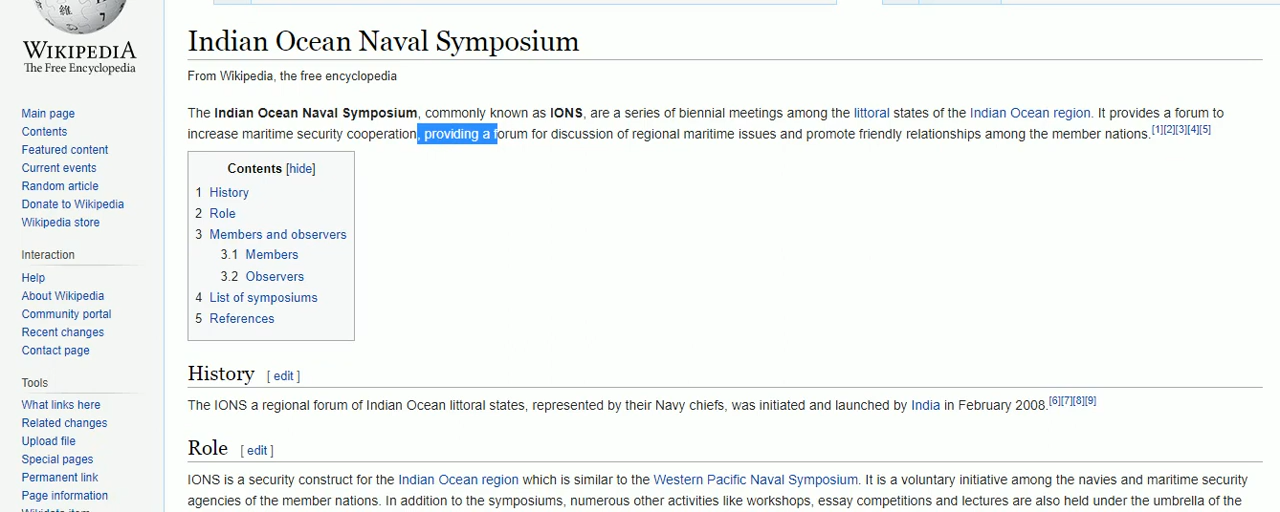 WIKIPEDIA
The Free Encyclopedia
Main page
Contents
Featured content
Current events
Random article
Donate to Wikipedia
Wikipedia store
Interaction
Help
About Wikipedia
Community portal
Recent changes
Contact page
Tools
What links here
Related changes
Upload file
Special pages
Permanent link
Page information
Wikidata item
Indian Ocean Naval Symposium
From Wikipedia, the free encyclopedia
The Indian Ocean Naval Symposium, commonly known as IONS, are a series of biennial meetings among the littoral states of the Indian Ocean region. It provides a forum to
increase maritime security cooperation, providing a forum for discussion of regional maritime issues and promote friendly relationships among the member nations.[1][2][3][4][5]
Contents [hide]
1 History
2 Role
3 Members and observers
3.1 Members
3.2 Observers
4 List of symposiums
5 References
History [ edit ]
The IONS a regional forum of Indian Ocean littoral states, represented by their Navy chiefs, was initiated and launched by India in February 2008.[6][7][8][9]
Role [ edit ]
IONS is a security construct for the Indian Ocean region which is similar to the Western Pacific Naval Symposium. It is a voluntary initiative among the navies and maritime security
agencies of the member nations. In addition to the symposiums, numerous other activities like workshops, essay competitions and lectures are also held under the umbrella of the